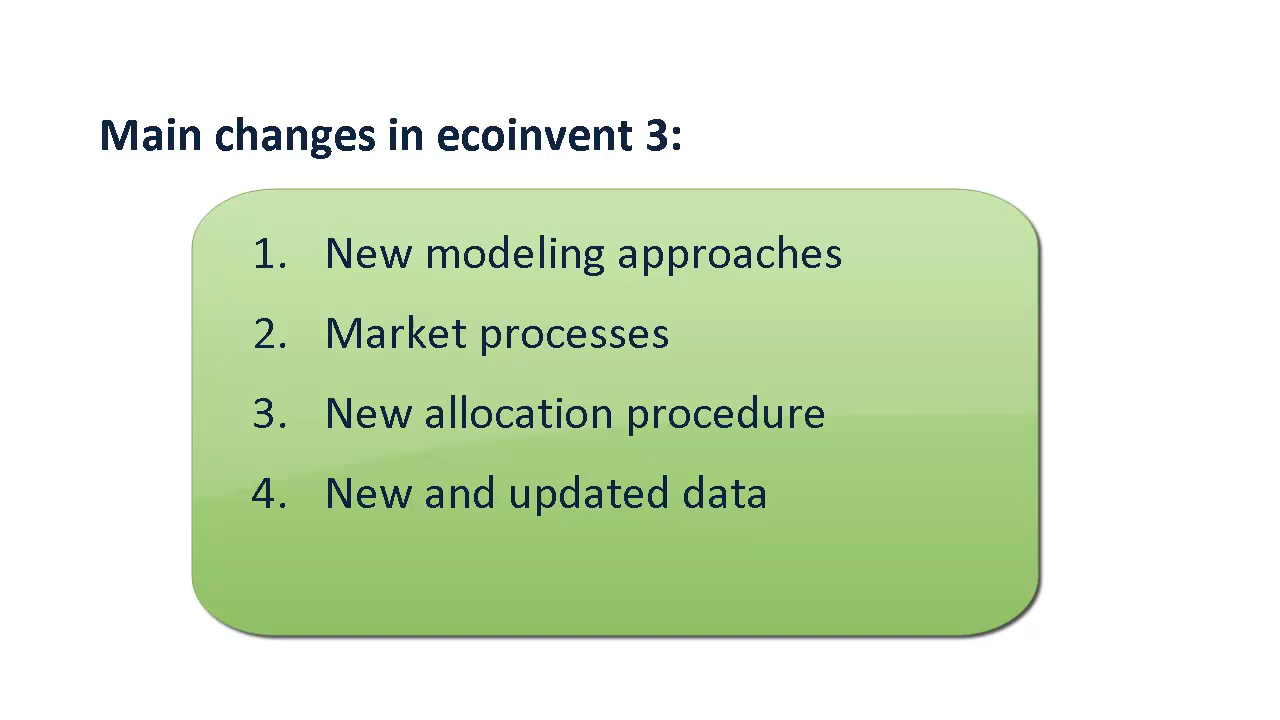 Main changes in ecoinvent 3:
1. New modeling approaches
2. Market processes
3. New allocation procedure
4. New and updated data